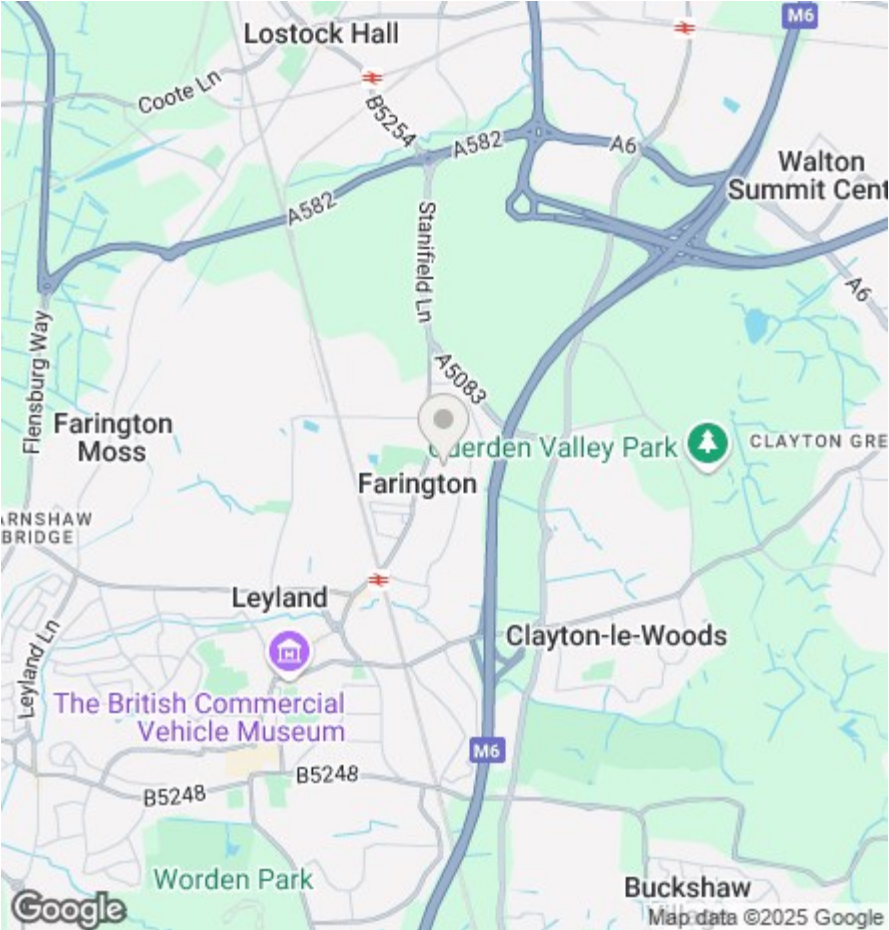 M6
Lostock Hall
Coote Ln
B5254
A582
A6
Walton
Summit Cent
A582
Stanifield Ln
A6
Flensburg Way
A5083
Farington
Moss
uerden Valley Park
CLAYTON GRE
Farington
ARNSHAW
BRIDGE
Leyland
Clayton-le-Woods
Leyland Ln
The British Commercial
Vehicle Museum
M6
B5248
B5248
Worden Park
Buckshaw
Google
Map data ©2025 Google